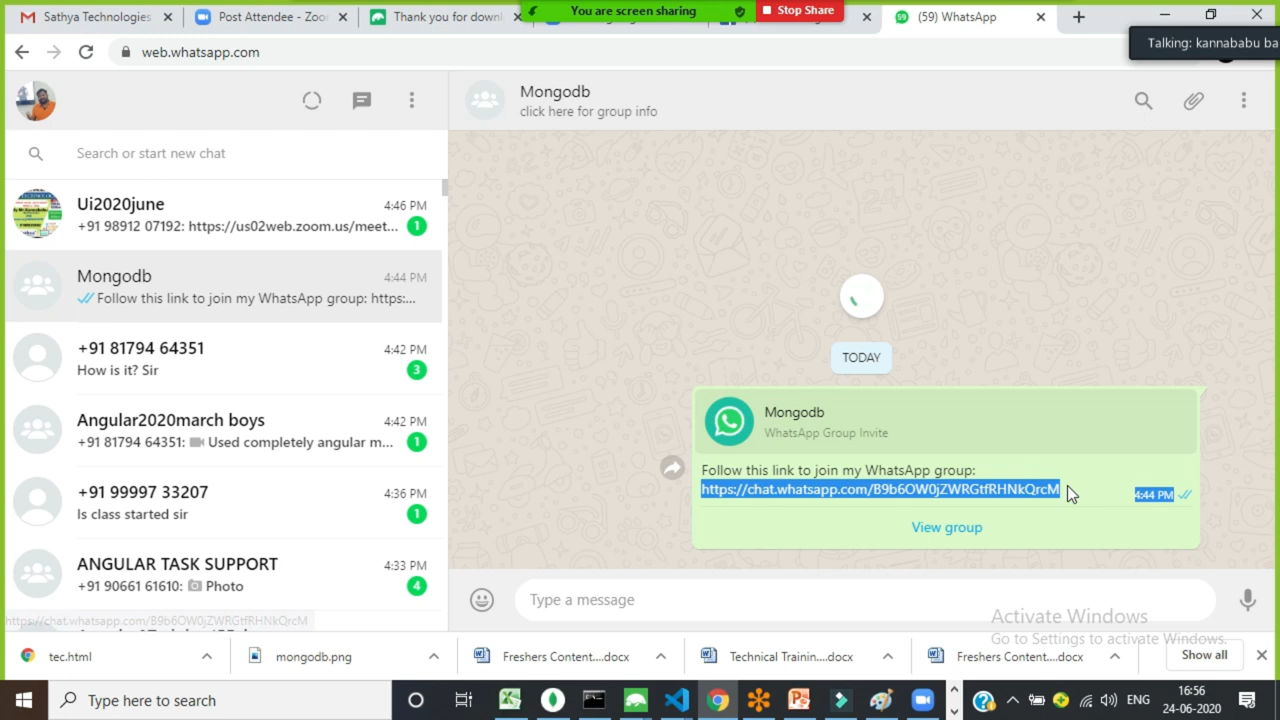 Sathya Technologies
Post Attendee - Zoo
Thank you for downl
You are screen sharing
Stop Share
(59) WhatsApp
Talking: kannababu ba
web.whatsapp.com
Mongodb
click here for group info
Search or start new chat
Ui2020june
4:46 PM
+91 98912 07192: https://us02web.zoom.us/meet...
1
Mongodb
4:44 PM
Follow this link to join my WhatsApp group: https:...
+91 81794 64351
4:42 PM
How is it? Sir
3
Angular2020march boys
4:42 PM
+91 81794 64351: Used completely angular m...
1
+91 99997 33207
4:36 PM
Is class started sir
1
ANGULAR TASK SUPPORT
4:33 PM
+91 90661 61610: Photo
4
https://chat.whatsapp.com/B9b6OW0jZWRGtfRHNkQrcM
TODAY
Mongodb
WhatsApp Group Invite
Follow this link to join my WhatsApp group:
https://chat.whatsapp.com/B9b6OW0jZWRGtfRHNkQrcM
4:44 PM
View group
Type a message
Activate Windows
Go to Settings to activate Windows.
tec.html
mongodb.png
Freshers Content....docx
Technical Trainin....docx
Freshers Content....docx
Show all
Type here to search
ENG
16:56
24-06-2020